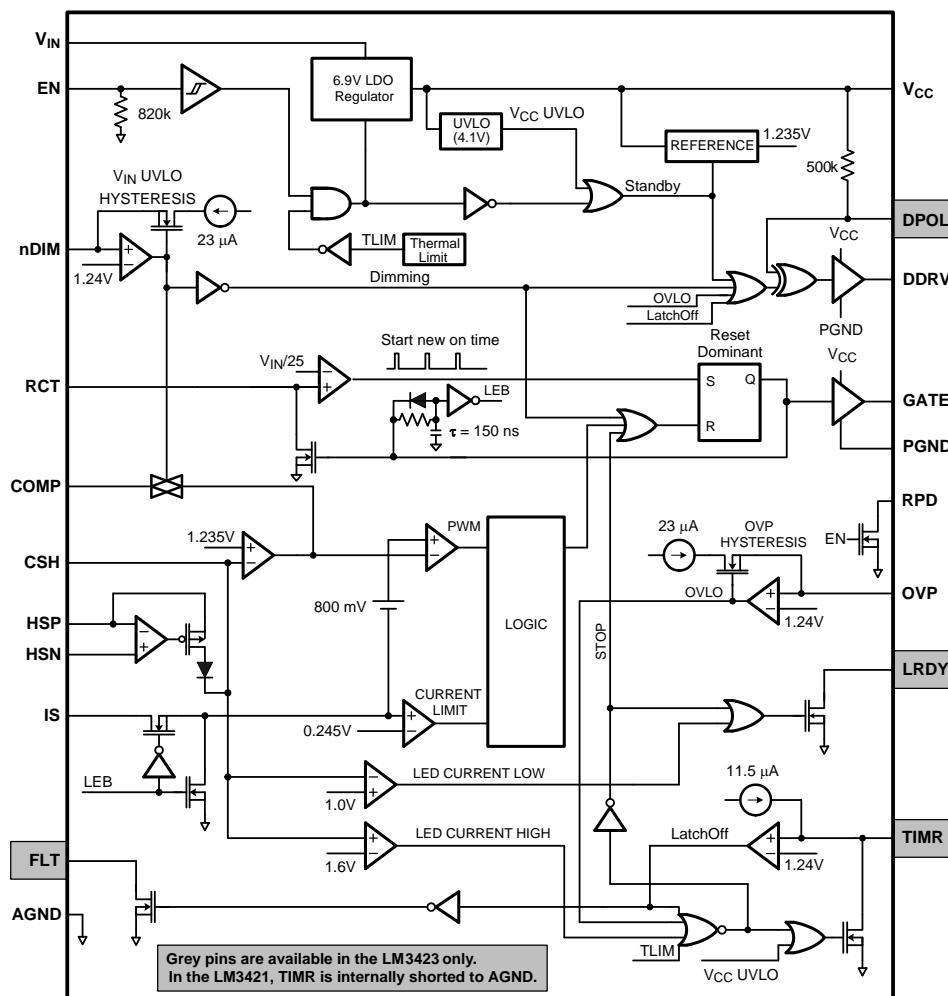 VIN
EN
820k
6.9V LDO
Regulator
UVLO
(4.1V)
VCC UVLO
REFERENCE
1.235V
VCC
500k
VIN UVLO
HYSTERESIS
23 µA
Standby
DPOL
nDIM
1.24V
TLIM
Thermal
Limit
Dimming
OVLO
LatchOff
VCC
PGND
DDRV
Start new on time
VIN/25
RCT
LEB
τ = 150 ns
Reset
Dominant
S
Q
R
VCC
GATE
PGND
COMP
1.235V
CSH
PWM
800 mV
LOGIC
STOP
RPD
EN
23 µA
OVP
HYSTERESIS
OVLO
1.24V
OVP
HSP
HSN
IS
0.245V
CURRENT
LIMIT
LRDY
LEB
LED CURRENT LOW
1.0V
LED CURRENT HIGH
1.6V
11.5 µA
LatchOff
1.24V
TIMR
FLT
AGND
TLIM
VCC UVLO
Grey pins are available in the LM3423 only.
In the LM3421, TIMR is internally shorted to AGND.